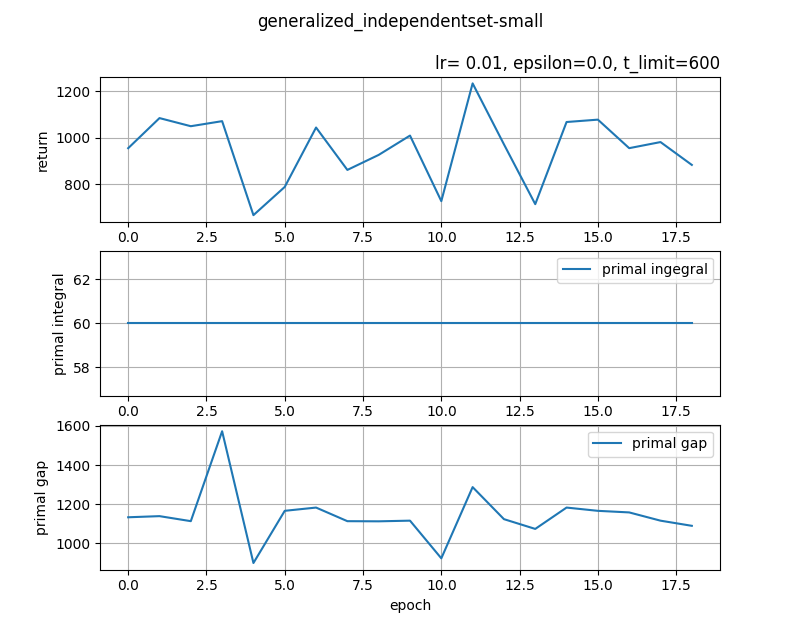 generalized_independentset-small
lr= 0.01, epsilon=0.0, t_limit=600
return
1200
1000
800
0.0 2.5 5.0 7.5 10.0 12.5 15.0 17.5
primal integral
62
60
58
primal ingegral
0.0 2.5 5.0 7.5 10.0 12.5 15.0 17.5
primal gap
1600
1400
1200
1000
primal gap
0.0 2.5 5.0 7.5 10.0 12.5 15.0 17.5
epoch